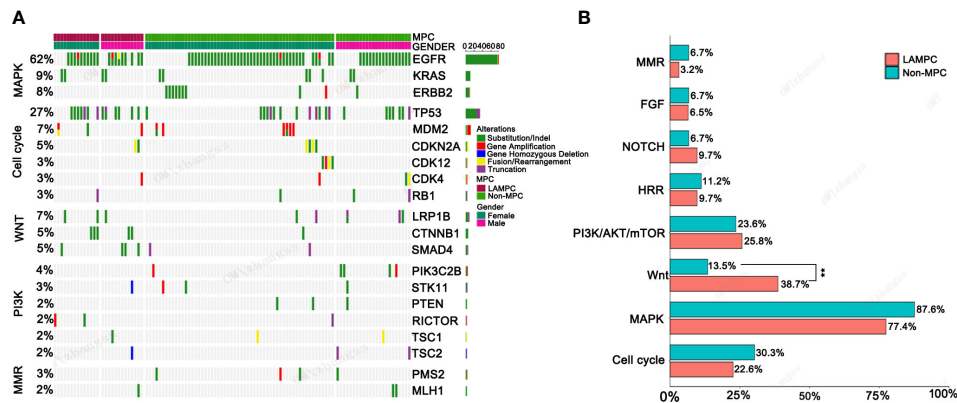 A
MPC
GENDER
0 20 40 60 80
MAPK
62% EGFR
9% KRAS
8% ERBB2
Cell cycle
27% TP53
7% MDM2
5% CDKN2A
3% CDK12
3% CDK4
3% RB1
WNT
7% LRP1B
5% CTNNB1
5% SMAD4
PI3K
4% PIK3C2B
3% STK11
2% PTEN
2% RICTOR
2% TSC1
2% TSC2
MMR
3% PMS2
2% MLH1
Alterations
Substitution/Indel
Gene Amplification
Gene Homozygous Deletion
Fusion/Rearrangement
Truncation
MPC
LAMPC
Non-MPC
Gender
Female
Male
B
LAMPC
Non-MPC
MMR 6.7%
3.2%
FGF 6.7%
6.5%
NOTCH 6.7%
9.7%
HRR 11.2%
9.7%
PI3K/AKT/mTOR 23.6%
25.8%
Wnt 13.5%
38.7%
**
MAPK 87.6%
77.4%
Cell cycle 30.3%
22.6%
0% 25% 50% 75% 100%